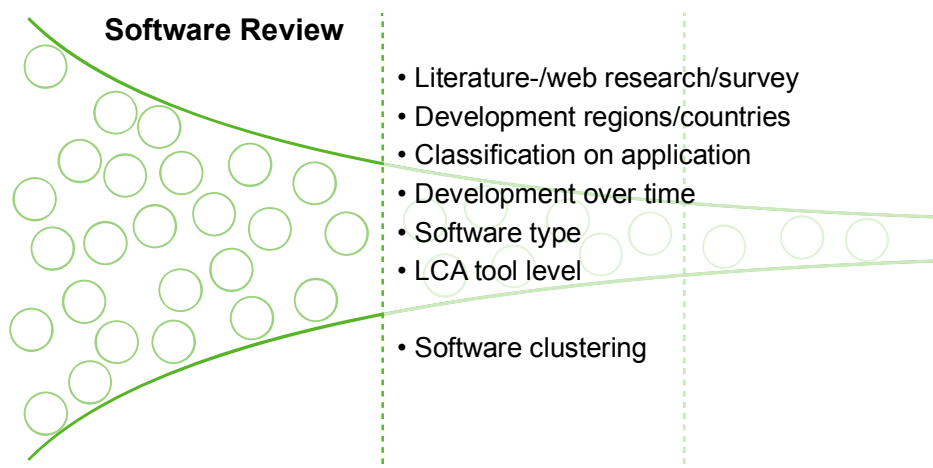 Software Review
• Literature-/web research/survey
• Development regions/countries
• Classification on application
• Development over time
• Software type
• LCA tool level
• Software clustering